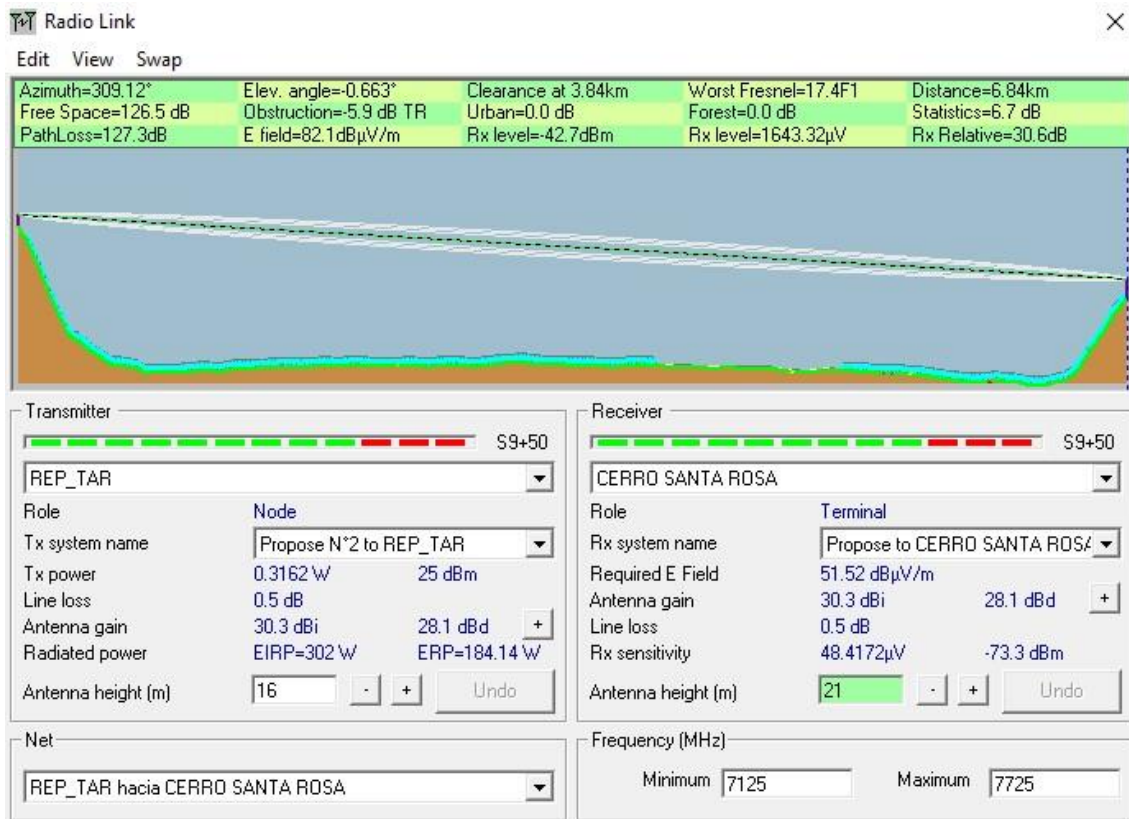 Radio Link
Edit View Swap
Azimuth=309.12° Elev. angle=-0.663° Clearance at 3.84km Worst Fresnel=17.4F1 Distance=6.84km
Free Space=126.5 dB Obstruction=-5.9 dB TR Urban=0.0 dB Forest=0.0 dB Statistics=6.7 dB
PathLoss=127.3dB E field=82.1dBµV/m Rx level=-42.7dBm Rx level=1643.32µV Rx Relative=30.6dB
Transmitter
S9+50
REP_TAR
Role Node
Tx system name Propose N°2 to REP_TAR
Tx power 0.3162 W 25 dBm
Line loss 0.5 dB
Antenna gain 30.3 dBi 28.1 dBd +
Radiated power EIRP=302 W ERP=184.14 W
Antenna height (m) 16 - + Undo
Receiver
S9+50
CERRO SANTA ROSA
Role Terminal
Rx system name Propose to CERRO SANTA ROSA
Required E Field 51.52 dBµV/m
Antenna gain 30.3 dBi 28.1 dBd +
Line loss 0.5 dB
Rx sensitivity 48.4172µV -73.3 dBm
Antenna height (m) 21 - + Undo
Net
REP_TAR hacia CERRO SANTA ROSA
Frequency (MHz)
Minimum 7125 Maximum 7725